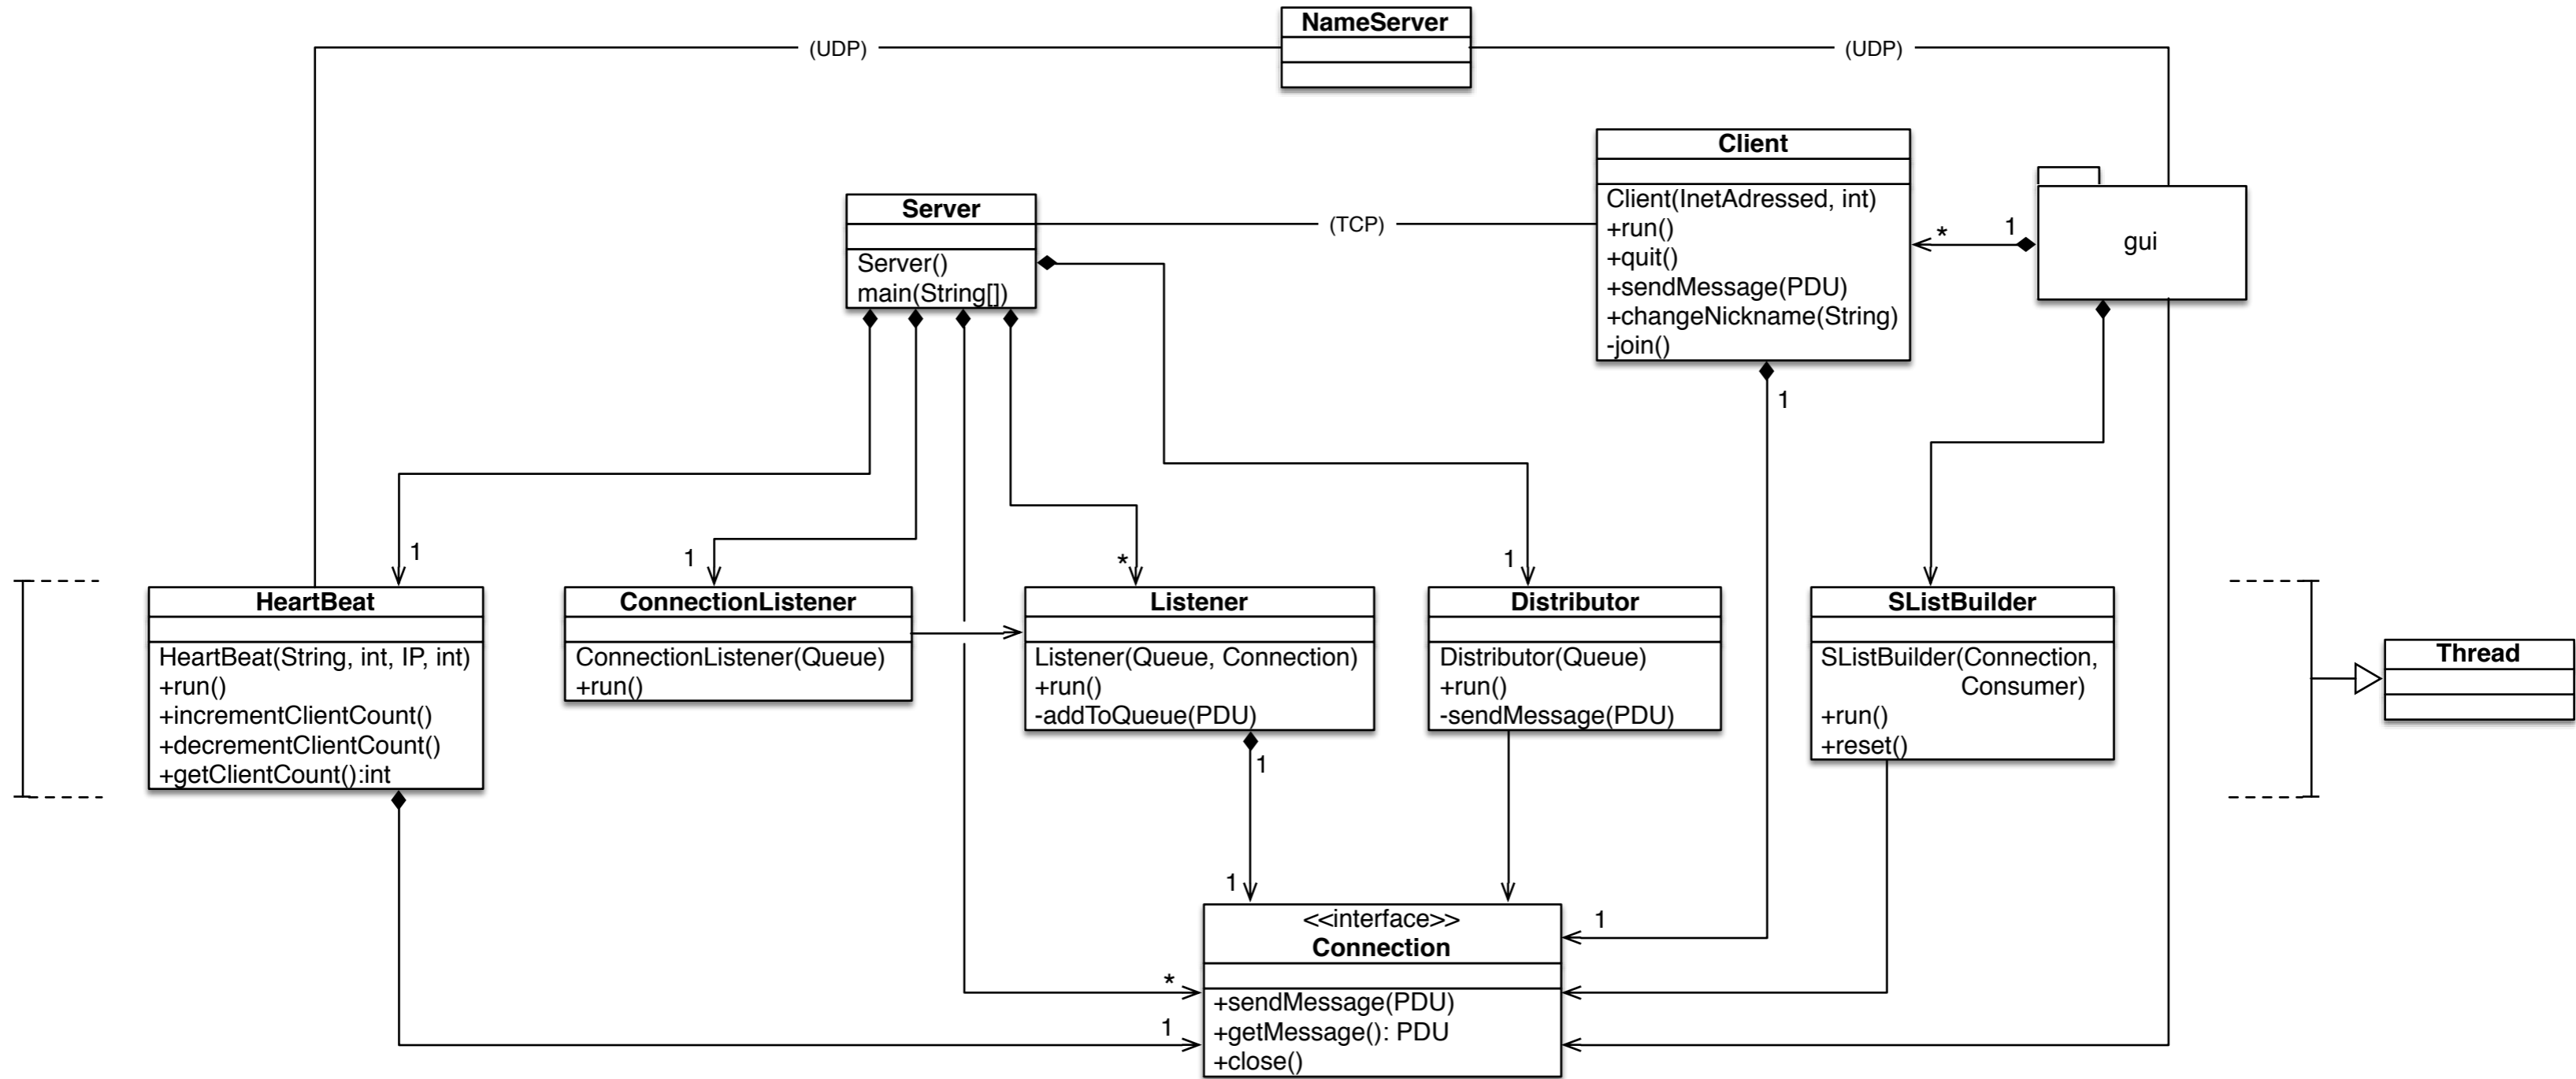 NameServer
(UDP)
(UDP)
Client
Client(InetAdressed, int)
+run()
+quit()
+sendMessage(PDU)
+changeNickname(String)
-join()
1
Server
Server()
main(String[])
(TCP)
*
1
gui
1
HeartBeat
HeartBeat(String, int, IP, int)
+run()
+incrementClientCount()
+decrementClientCount()
+getClientCount():int
1
ConnectionListener
ConnectionListener(Queue)
+run()
*
Listener
Listener(Queue, Connection)
+run()
-addToQueue(PDU)
1
1
Distributor
Distributor(Queue)
+run()
-sendMessage(PDU)
SListBuilder
SListBuilder(Connection,
Consumer)
+run()
+reset()
Thread
1
1
*
1
<<interface>>
Connection
+sendMessage(PDU)
+getMessage(): PDU
+close()